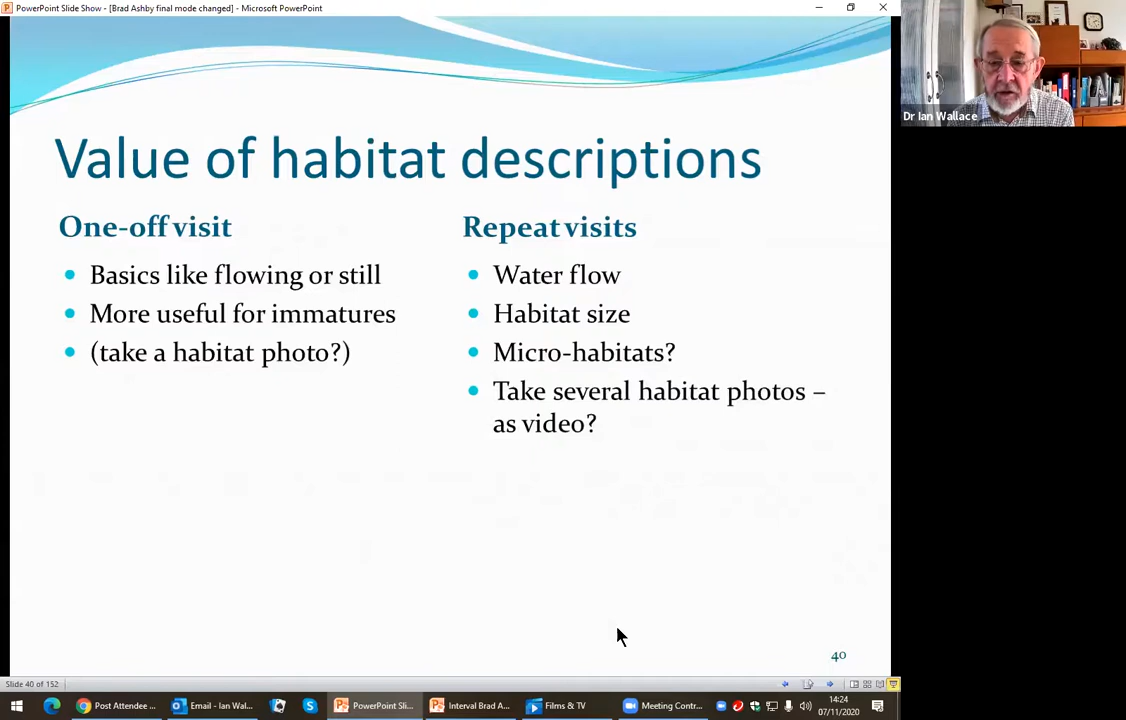 PowerPoint Slide Show - [Brad Ashby final mode changed] - Microsoft PowerPoint
Dr Ian Wallace
Value of habitat descriptions
One-off visit
Basics like flowing or still
More useful for immatures
(take a habitat photo?)
Repeat visits
Water flow
Habitat size
Micro-habitats?
Take several habitat photos –
as video?
40
Slide 40 of 152
Post Attendee ...
Email - Ian Wal...
PowerPoint Sli...
Interval Brad A...
Films & TV
Meeting Contr...
14:24
07/11/2020